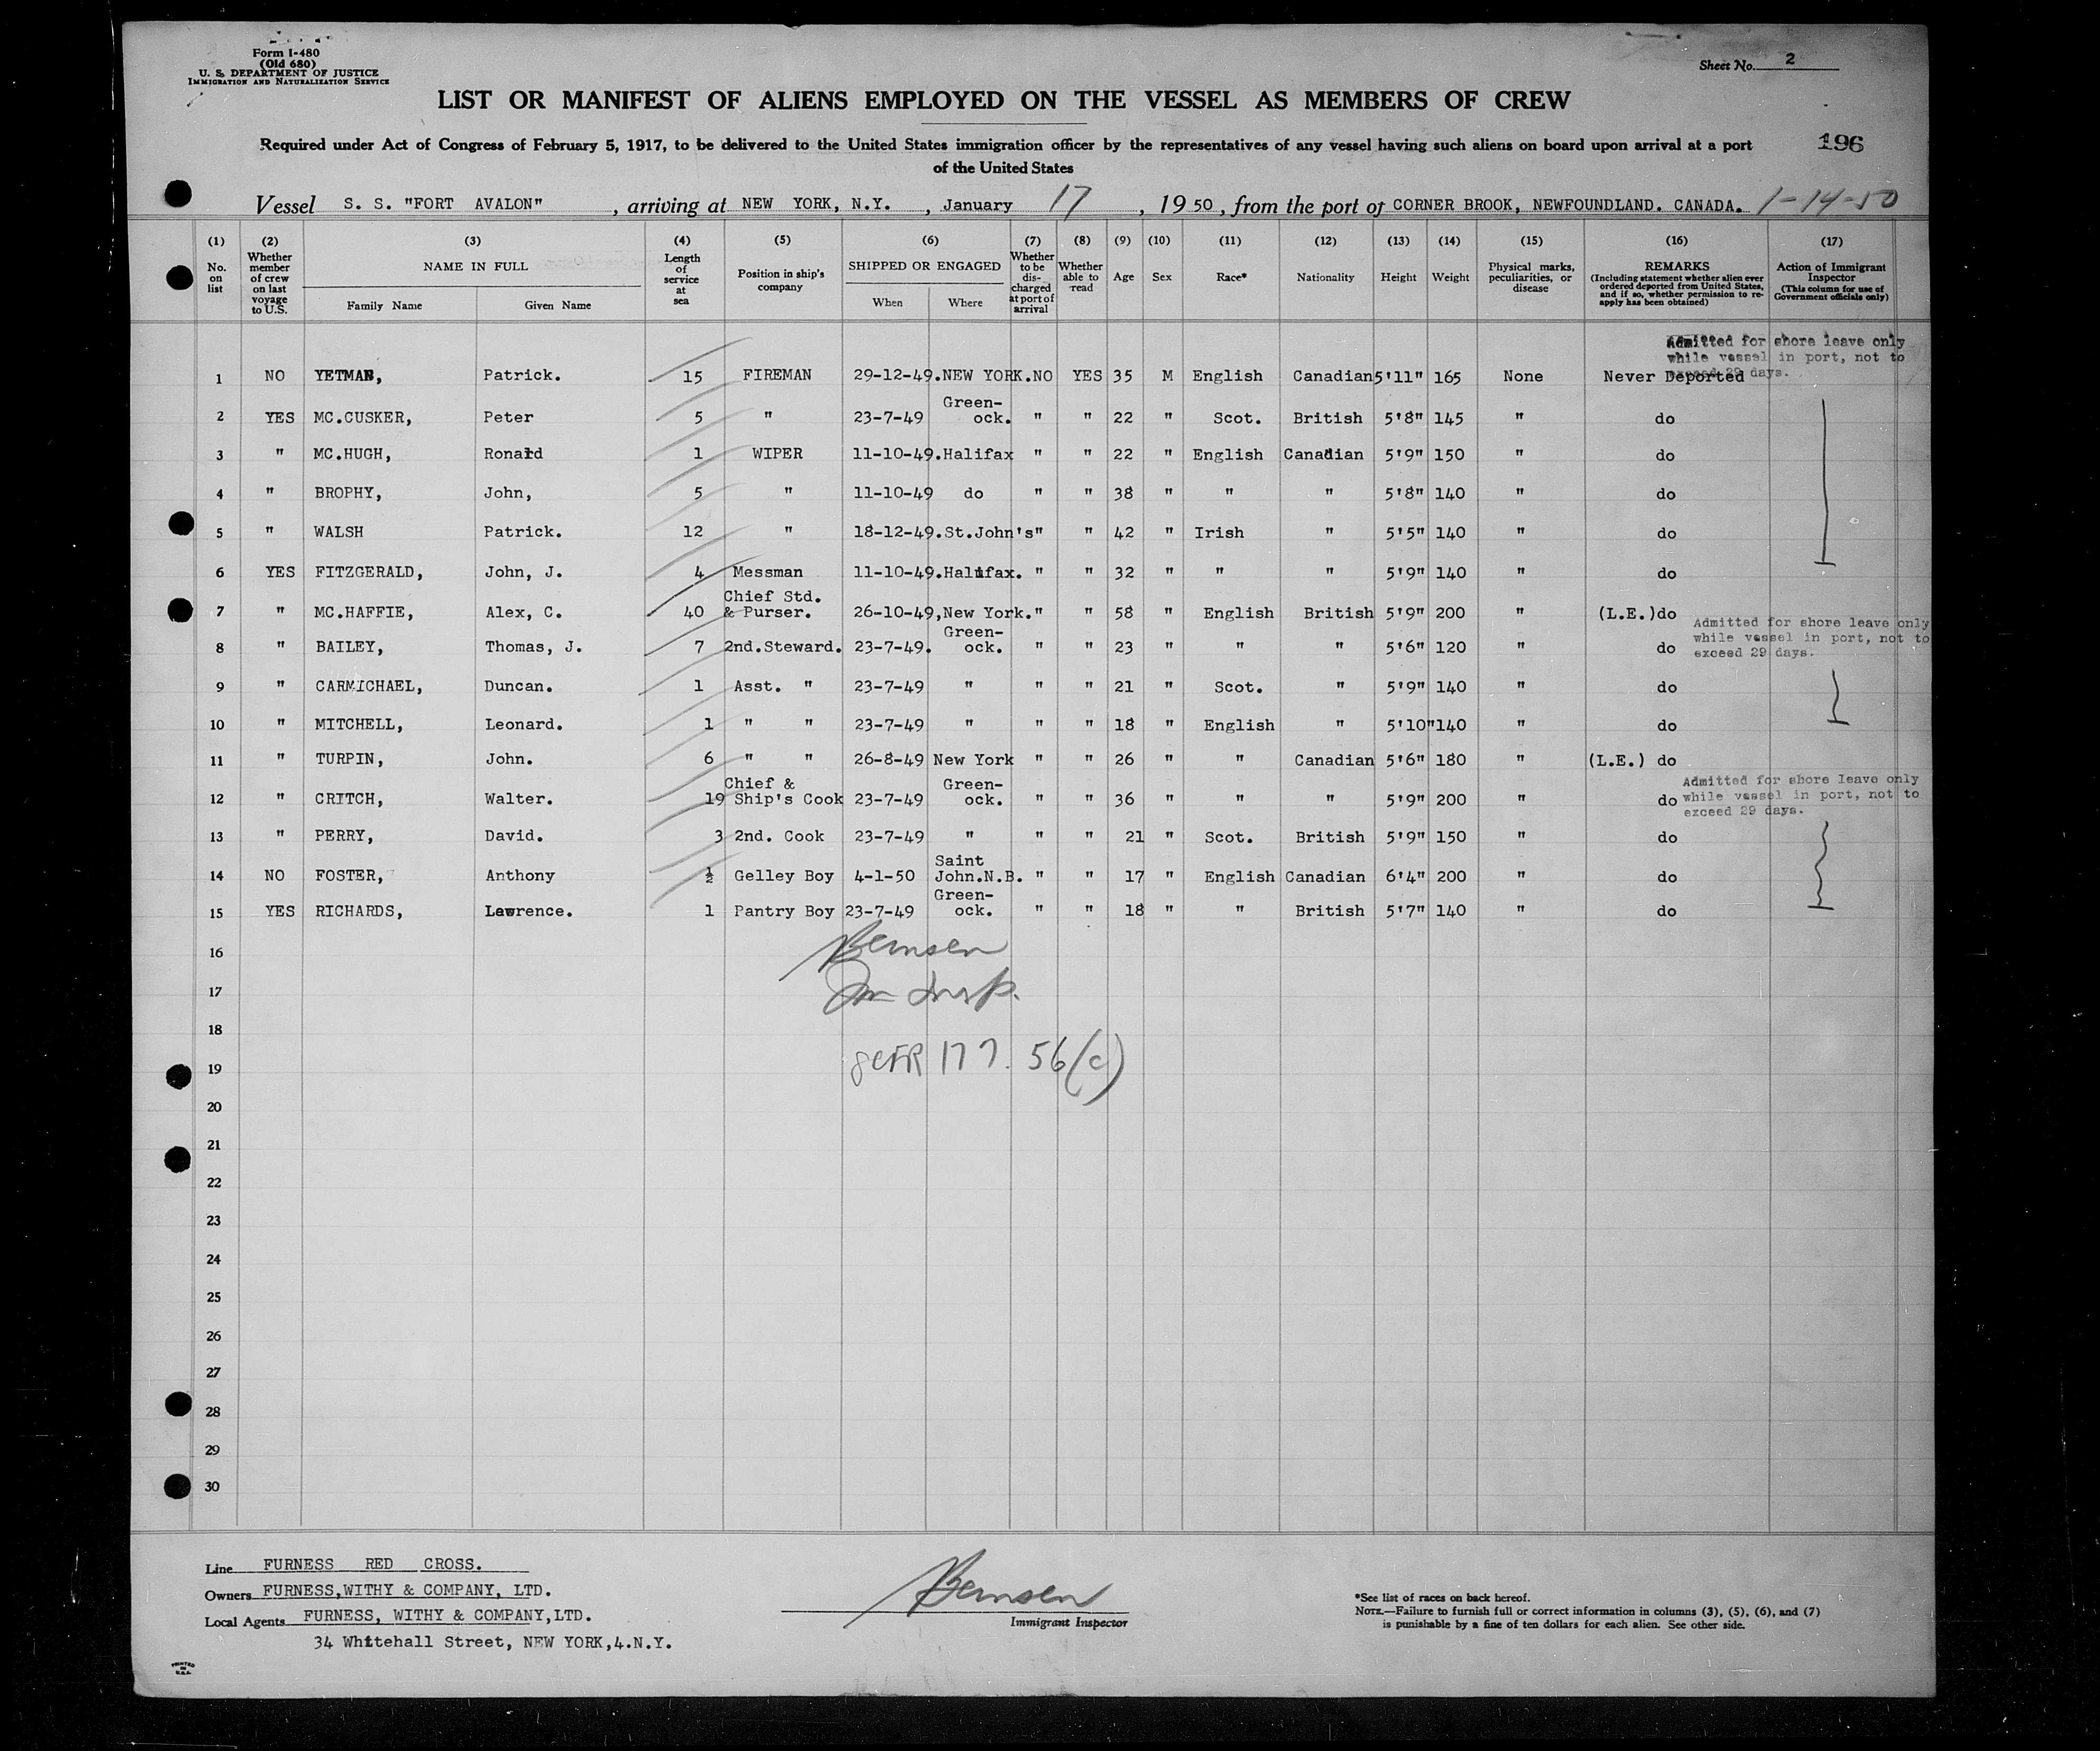 Form I-480
(Old 680)
U. S. DEPARTMENT OF JUSTICE
IMMIGRATION AND NATURALIZATION SERVICE
Sheet No. 2
LIST OR MANIFEST OF ALIENS EMPLOYED ON THE VESSEL AS MEMBERS OF CREW
Required under Act of Congress of February 5, 1917, to be delivered to the United States immigration officer by the representatives of any vessel having such aliens on board upon arrival at a port
of the United States
196
Vessel S. S. "FORT AVALON", arriving at NEW YORK, N.Y., January 17, 1950, from the port of CORNER BROOK, NEWFOUNDLAND. CANADA. 1-14-50
(1) No. on list
(2) Whether member of crew on last voyage to U.S.
(3) NAME IN FULL
Family Name Given Name
(4) Length of service at sea
(5) Position in ship's company
(6) SHIPPED OR ENGAGED
When Where
(7) Whether to be discharged at port of arrival
(8) Whether able to read
(9) Age
(10) Sex
(11) Race*
(12) Nationality
(13) Height
(14) Weight
(15) Physical marks, peculiarities, or disease
(16) REMARKS
(Including statement whether alien ever ordered deported from United States, and if so, whether permission to reapply has been obtained)
(17) Action of Immigrant Inspector
(This column for use of Government officials only)
Admitted for shore leave only
while vessel in port, not to
exceed 29 days.
1 NO YETMAN, Patrick. 15 FIREMAN 29-12-49. NEW YORK. NO YES 35 M English Canadian 5'11" 165 None Never Deported
2 YES MC.CUSKER, Peter 5 " 23-7-49 Green-ock. " " 22 " Scot. British 5'8" 145 " do
3 " MC.HUGH, Ronald 1 WIPER 11-10-49. Halifax " " 22 " English Canadian 5'9" 150 " do
4 " BROPHY, John, 5 " 11-10-49 do " " 38 " " " 5'8" 140 " do
5 " WALSH Patrick. 12 " 18-12-49. St.John's " " 42 " Irish " 5'5" 140 " do
6 YES FITZGERALD, John, J. 4 Messman 11-10-49. Halifax. " " 32 " " " 5'9" 140 " do
7 " MC.HAFFIE, Alex, C. 40 Chief Std. & Purser. 26-10-49, New York. " " 58 " English British 5'9" 200 " (L.E.) do
Admitted for shore leave only
while vessel in port, not to
exceed 29 days.
8 " BAILEY, Thomas, J. 7 2nd.Steward. 23-7-49. Green-ock. " " 23 " " " 5'6" 120 " do
9 " CARMICHAEL, Duncan. 1 Asst. " 23-7-49 " " " 21 " Scot. " 5'9" 140 " do
10 " MITCHELL, Leonard. 1 " " 23-7-49 " " " 18 " English " 5'10" 140 " do
11 " TURPIN, John. 6 " " 26-8-49 New York " " 26 " " Canadian 5'6" 180 " (L.E.) do
Admitted for shore leave only
while vessel in port, not to
exceed 29 days.
12 " CRITCH, Walter. 19 Chief & Ship's Cook 23-7-49 Green-ock. " " 36 " " " 5'9" 200 " do
13 " PERRY, David. 3 2nd. Cook 23-7-49 " " " 21 " Scot. British 5'9" 150 " do
14 NO FOSTER, Anthony ½ Gelley Boy 4-1-50 Saint John.N.B. " " 17 " English Canadian 6'4" 200 " do
15 YES RICHARDS, Lawrence. 1 Pantry Boy 23-7-49 Green-ock. " " 18 " " British 5'7" 140 " do
16 Bernsen
17 Im Insp.
18
19 8CFR 177.56(c)
20
21
22
23
24
25
26
27
28
29
30
Line FURNESS RED CROSS.
Owners FURNESS, WITHY & COMPANY, LTD.
Local Agents FURNESS, WITHY & COMPANY, LTD.
34 Whitehall Street, NEW YORK, 4. N.Y.
Bernsen
Immigrant Inspector
*See list of races on back hereof.
NOTE.—Failure to furnish full or correct information in columns (3), (5), (6), and (7)
is punishable by a fine of ten dollars for each alien. See other side.
PRINTED IN U.S.A.